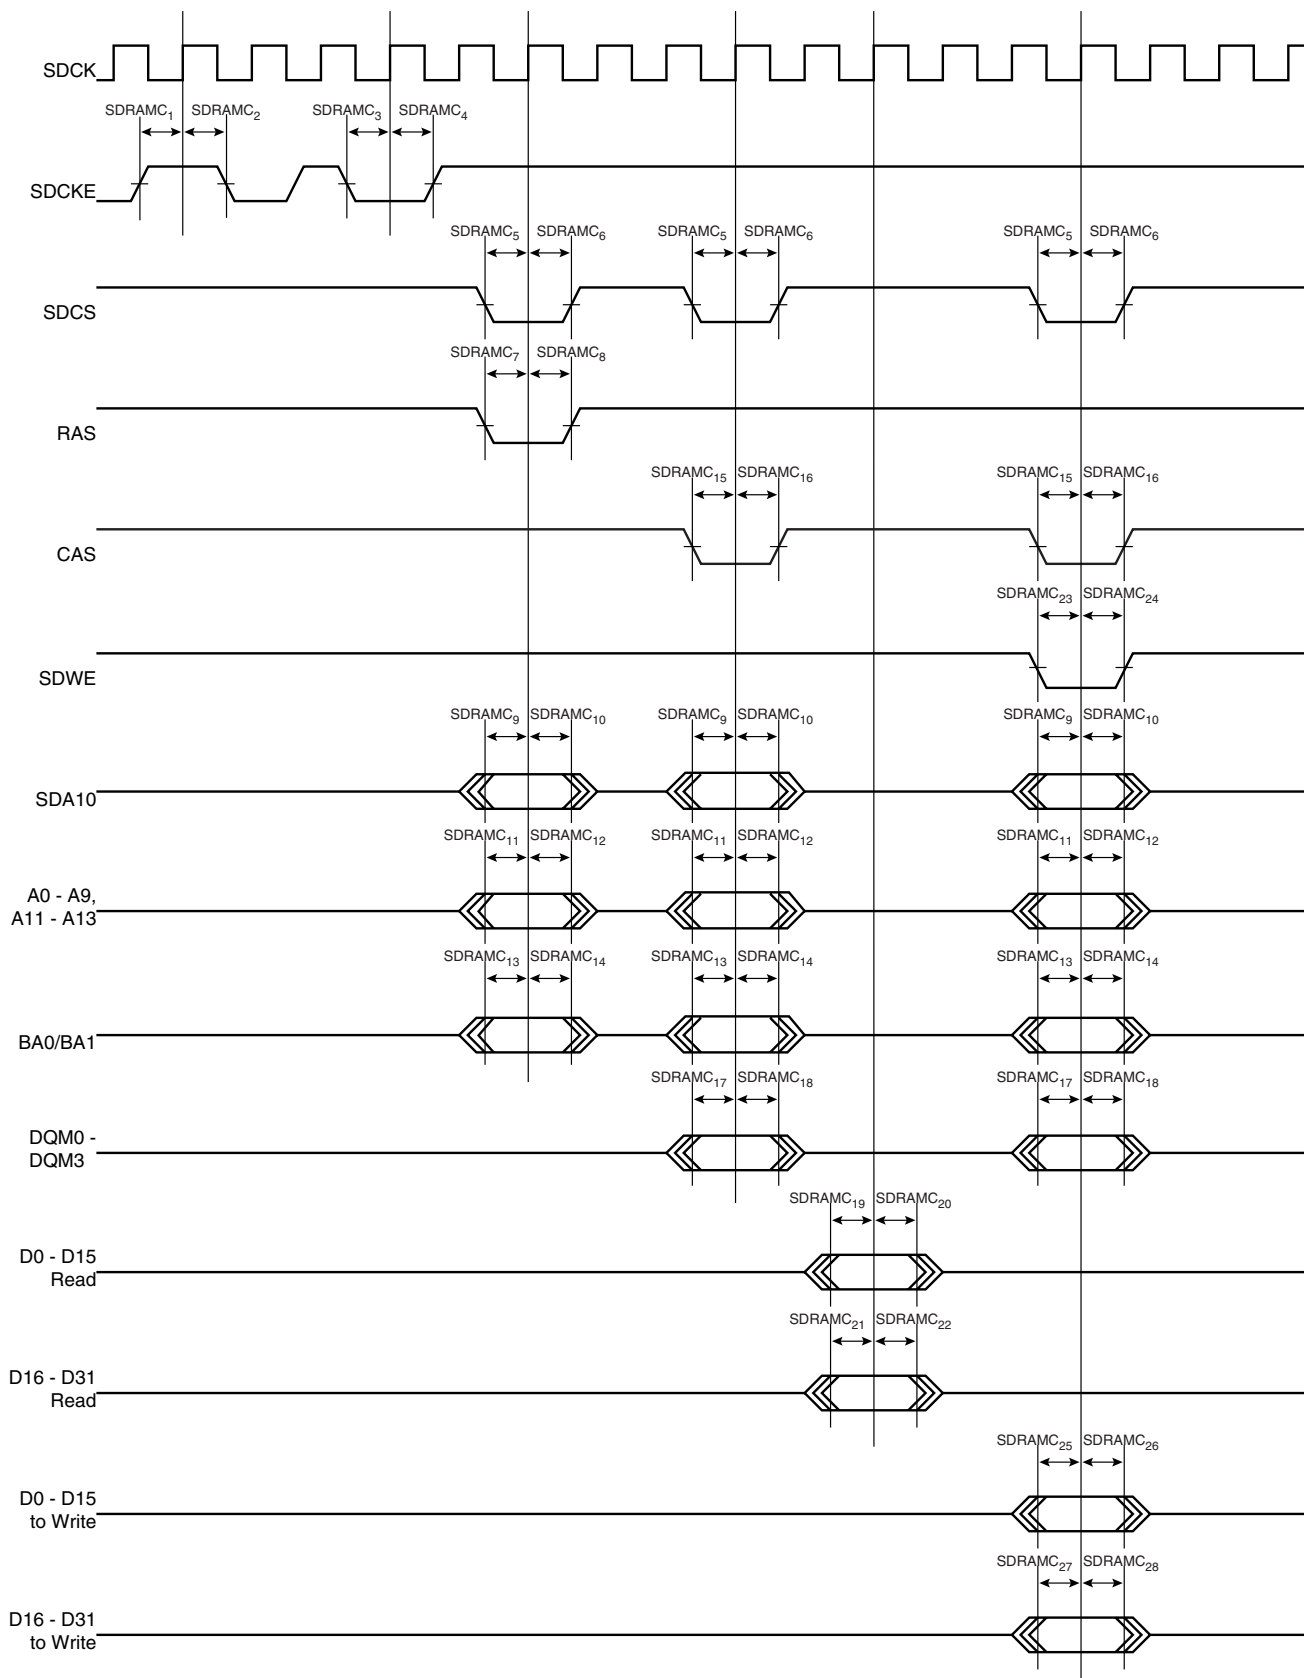 SDCK
SDRAMC1 SDRAMC2 SDRAMC3 SDRAMC4
SDCKE
SDRAMC5 SDRAMC6 SDRAMC5 SDRAMC6 SDRAMC5 SDRAMC6
SDCS
SDRAMC7 SDRAMC8
RAS
SDRAMC15 SDRAMC16 SDRAMC15 SDRAMC16
CAS
SDRAMC23 SDRAMC24
SDWE
SDRAMC9 SDRAMC10 SDRAMC9 SDRAMC10 SDRAMC9 SDRAMC10
SDA10
SDRAMC11 SDRAMC12 SDRAMC11 SDRAMC12 SDRAMC11 SDRAMC12
A0 - A9,
A11 - A13
SDRAMC13 SDRAMC14 SDRAMC13 SDRAMC14 SDRAMC13 SDRAMC14
BA0/BA1
SDRAMC17 SDRAMC18 SDRAMC17 SDRAMC18
DQM0 -
DQM3
SDRAMC19 SDRAMC20
D0 - D15
Read
SDRAMC21 SDRAMC22
D16 - D31
Read
SDRAMC25 SDRAMC26
D0 - D15
to Write
SDRAMC27 SDRAMC28
D16 - D31
to Write